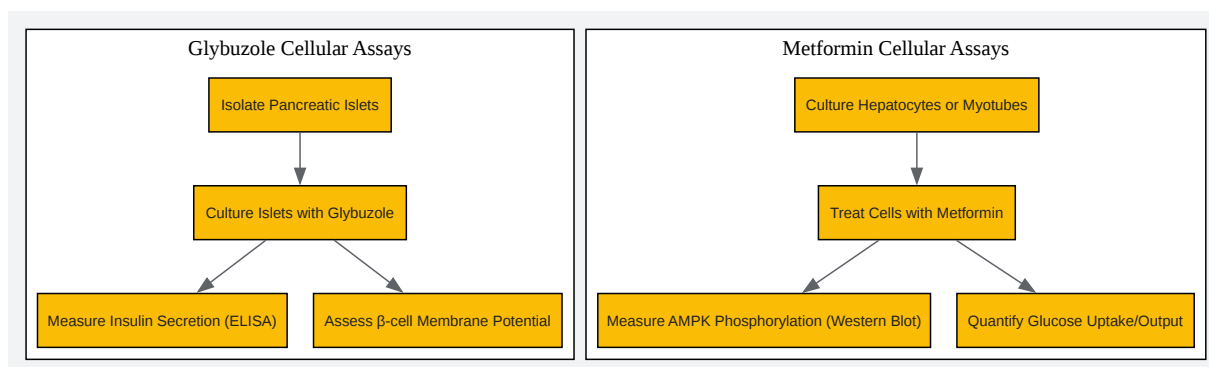 Glybuzole Cellular Assays
Isolate Pancreatic Islets
Culture Islets with Glybuzole
Measure Insulin Secretion (ELISA)
Assess β-cell Membrane Potential
Metformin Cellular Assays
Culture Hepatocytes or Myotubes
Treat Cells with Metformin
Measure AMPK Phosphorylation (Western Blot)
Quantify Glucose Uptake/Output